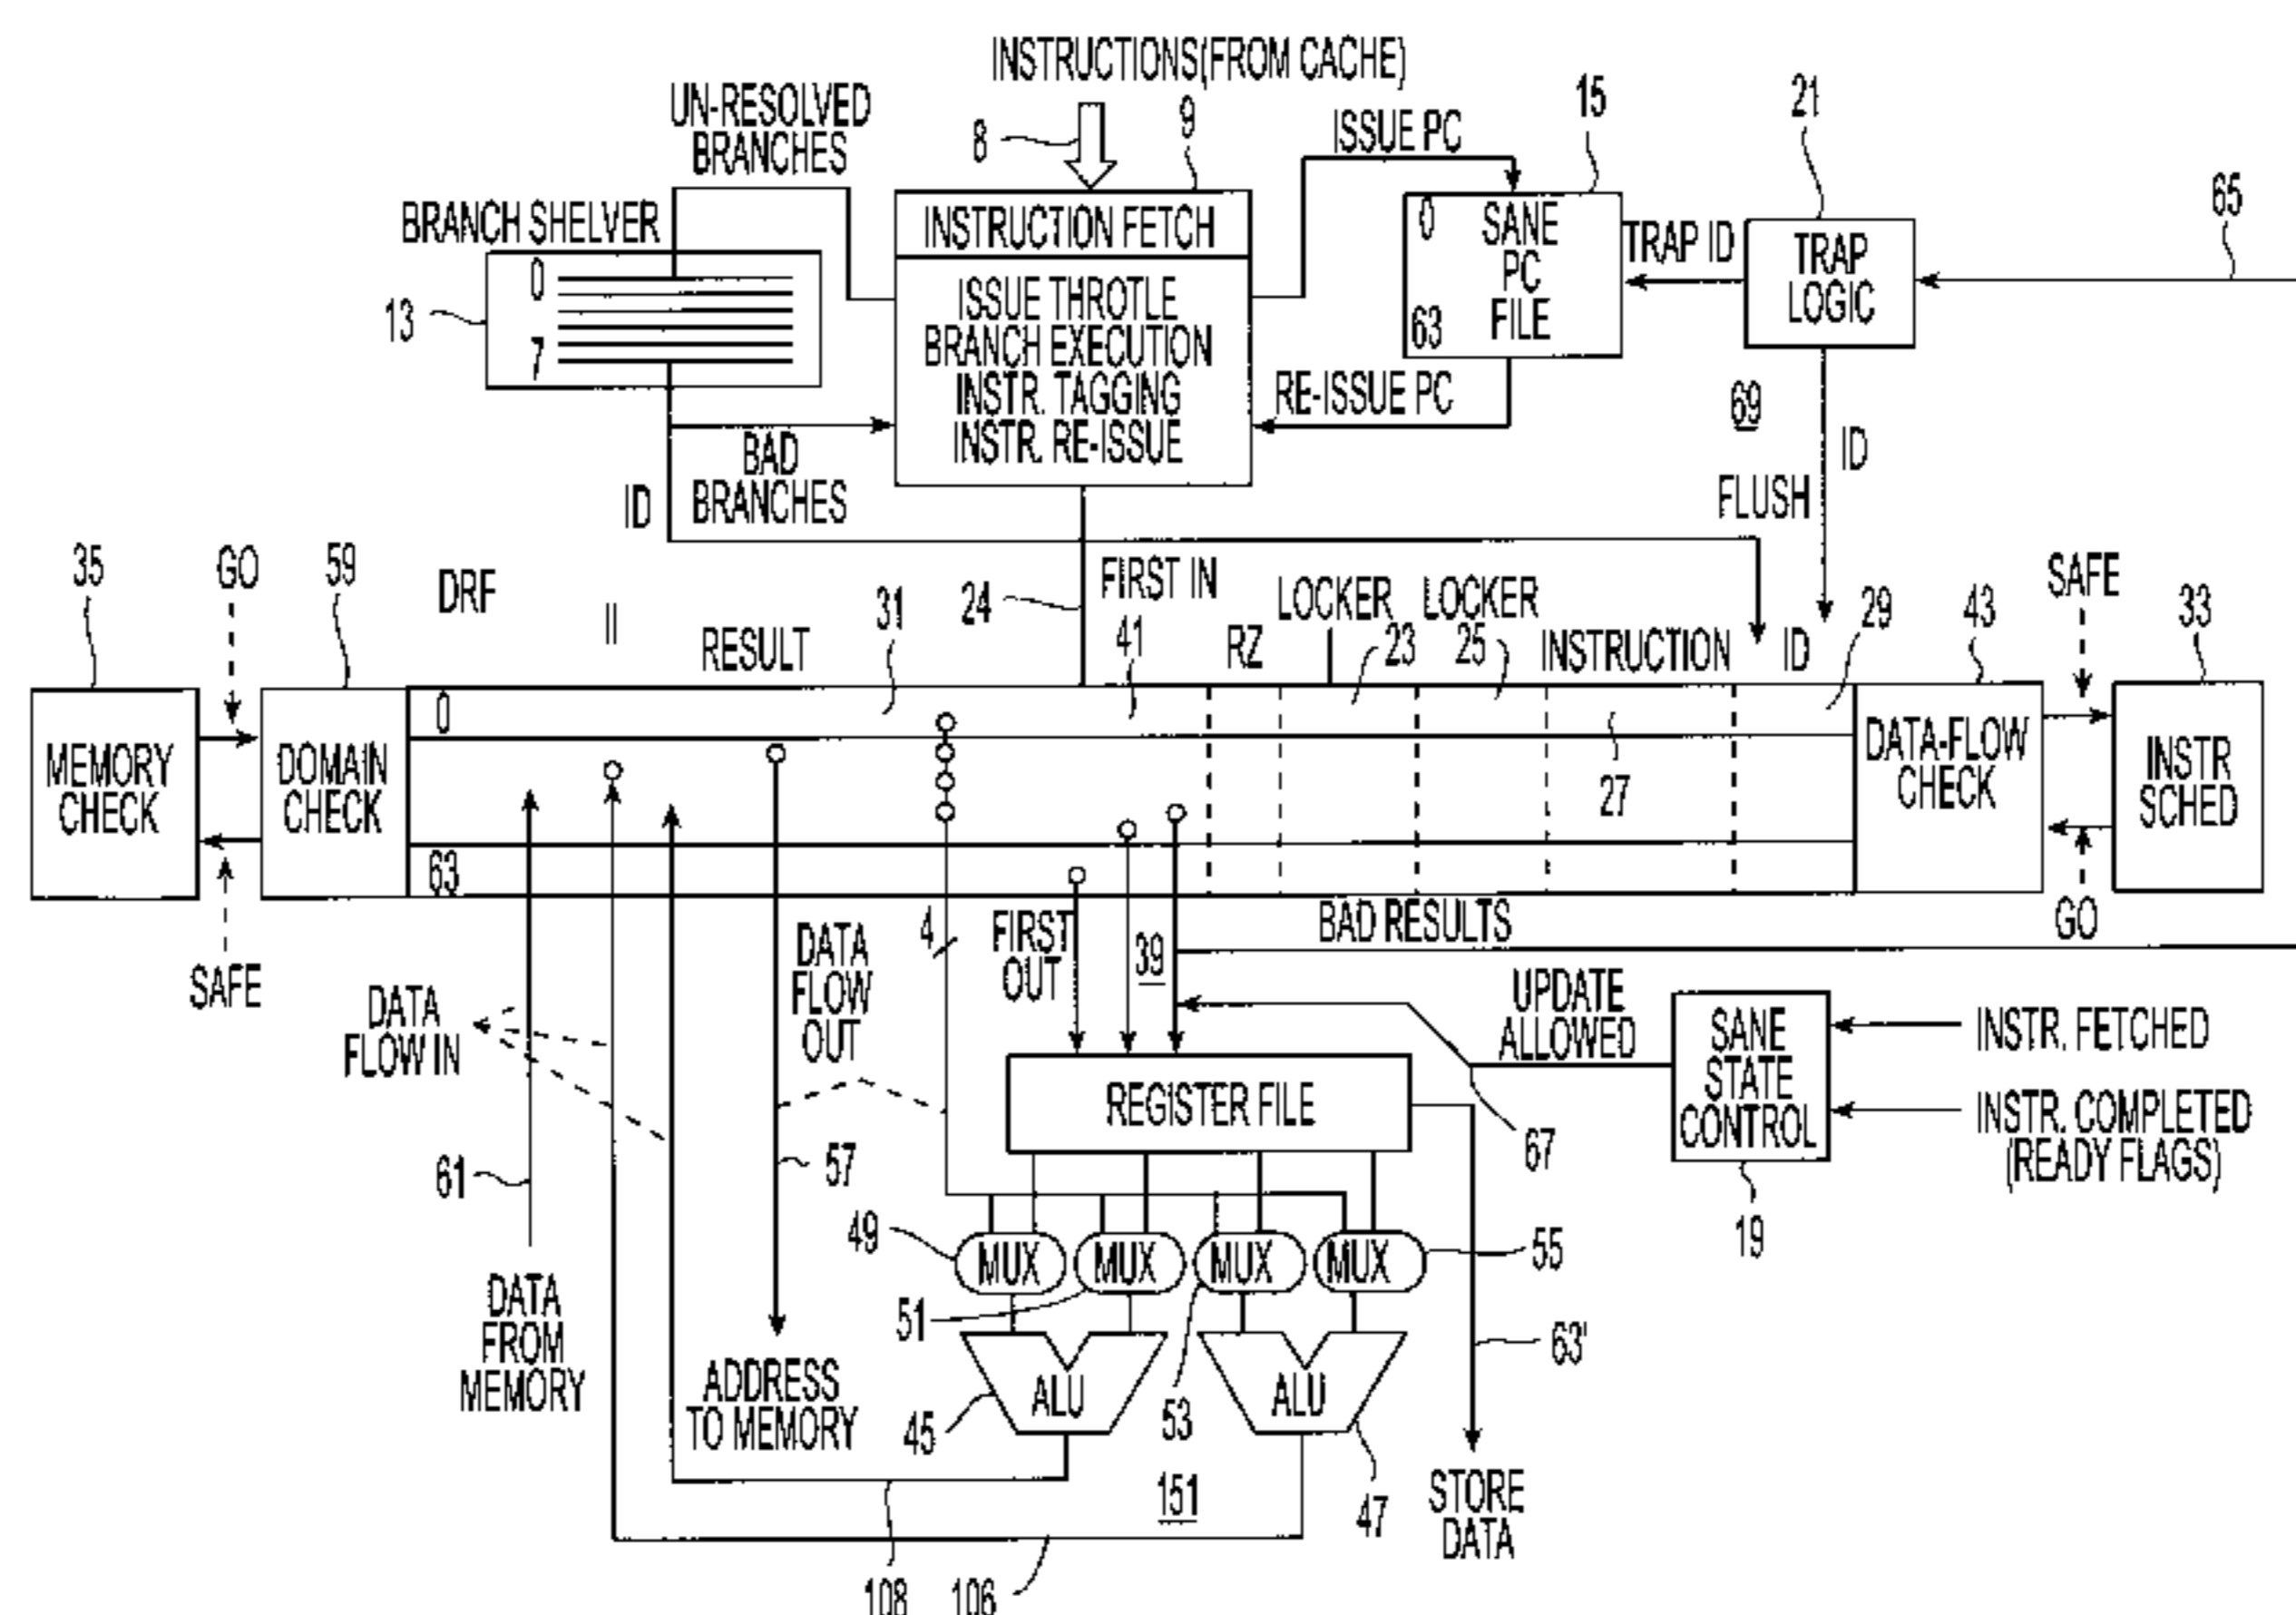 INSTRUCTIONS(FROM CACHE)
8
9
UN-RESOLVED
BRANCHES
BRANCH SHELVER
0
7
13
INSTRUCTION FETCH
ISSUE THROTLE
BRANCH EXECUTION
INSTR. TAGGING
INSTR. RE-ISSUE
ISSUE PC
15
0
63
SANE
PC
FILE
TRAP ID
21
TRAP
LOGIC
65
RE-ISSUE PC
69
ID
FLUSH
BAD
BRANCHES
ID
35
GO
59
DRF
II
RESULT
31
24
FIRST IN
41
RZ
LOCKER
23
LOCKER
25
INSTRUCTION
ID
29
43
SAFE
33
MEMORY
CHECK
DOMAIN
CHECK
0
63
27
DATA-FLOW
CHECK
INSTR
SCHED
SAFE
GO
DATA
FLOW IN
4
DATA
FLOW
OUT
FIRST
OUT
39
BAD RESULTS
UPDATE
ALLOWED
SANE
STATE
CONTROL
INSTR. FETCHED
INSTR. COMPLETED
(READY FLAGS)
REGISTER FILE
67
19
61
57
49
MUX
MUX
MUX
MUX
55
51
53
63'
DATA
FROM
MEMORY
ADDRESS
TO MEMORY
45
ALU
ALU
47
151
STORE
DATA
108
106